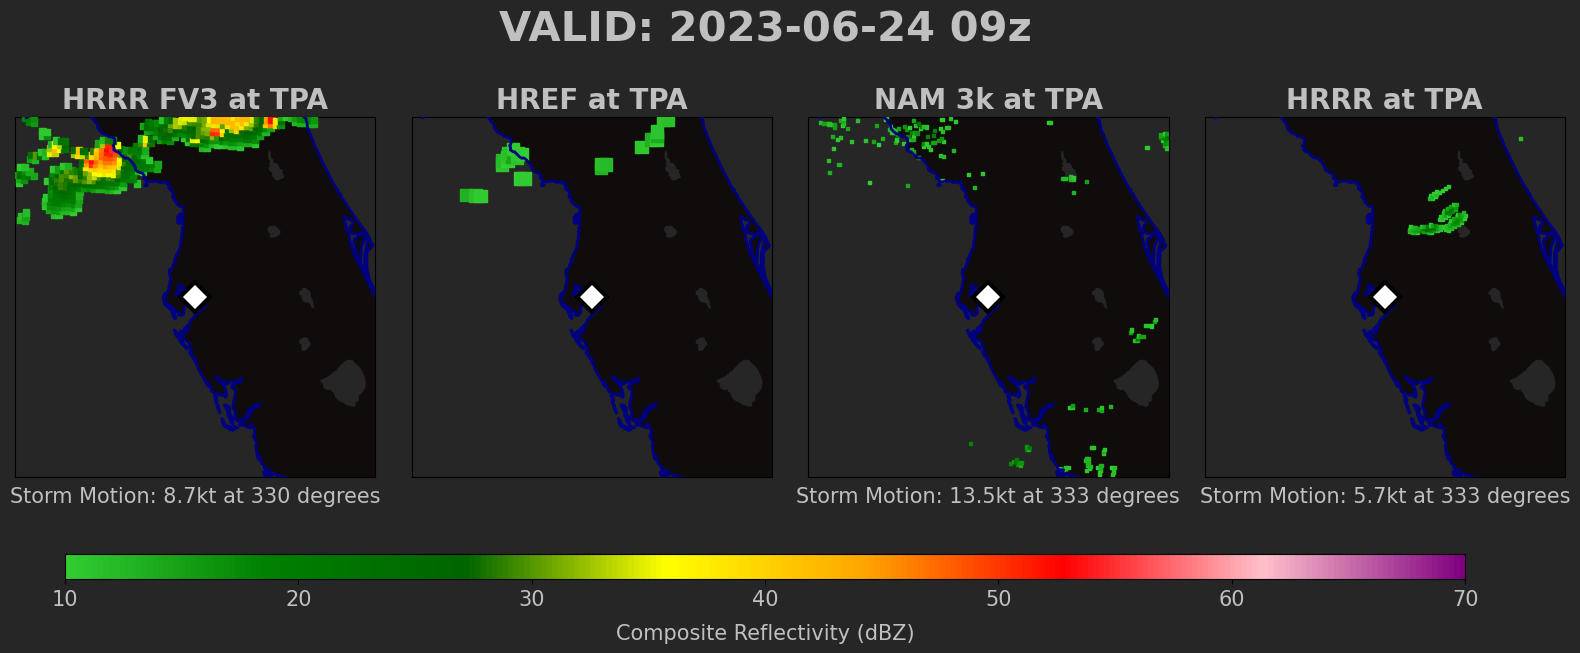 VALID: 2023-06-24 09z
HRRR FV3 at TPA
HREF at TPA
NAM 3k at TPA
HRRR at TPA
Storm Motion: 8.7kt at 330 degrees
Storm Motion: 13.5kt at 333 degrees
Storm Motion: 5.7kt at 333 degrees
10 20 30 40 50 60 70
Composite Reflectivity (dBZ)